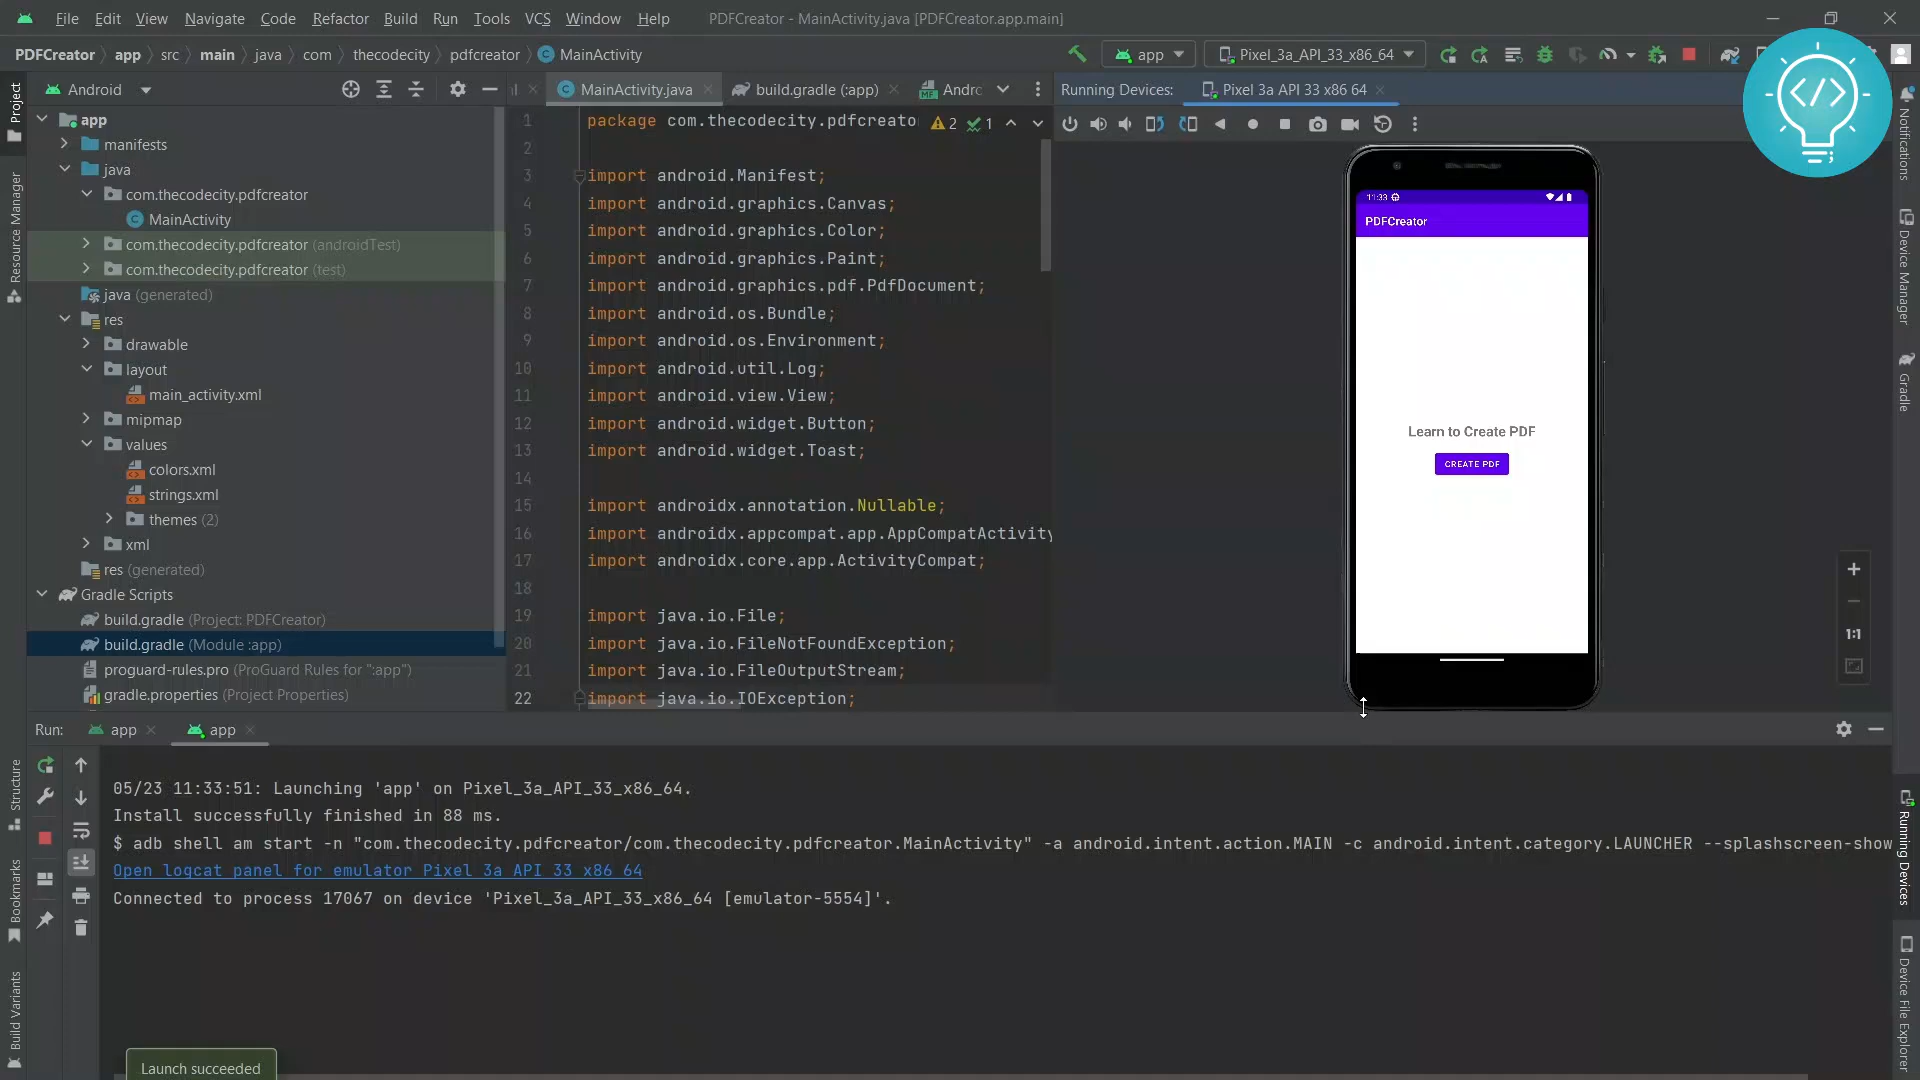 File Edit View Navigate Code Refactor Build Run Tools VCS Window Help PDFCreator - MainActivity.java [PDFCreator.app.main]
PDFCreator app src main java com thecodecity pdfcreator MainActivity app Pixel_3a_API_33_x86_64
Android
MainActivity.java build.gradle (:app) Andro
Running Devices: Pixel 3a API 33 x86 64
app
manifests
java
com.thecodecity.pdfcreator
MainActivity
com.thecodecity.pdfcreator (androidTest)
com.thecodecity.pdfcreator (test)
java (generated)
res
drawable
layout
main_activity.xml
mipmap
values
colors.xml
strings.xml
themes (2)
xml
res (generated)
Gradle Scripts
build.gradle (Project: PDFCreator)
build.gradle (Module :app)
proguard-rules.pro (ProGuard Rules for ":app")
gradle.properties (Project Properties)
1 package com.thecodecity.pdfcreato 2 1
2
3 import android.Manifest;
4 import android.graphics.Canvas;
5 import android.graphics.Color;
6 import android.graphics.Paint;
7 import android.graphics.pdf.PdfDocument;
8 import android.os.Bundle;
9 import android.os.Environment;
10 import android.util.Log;
11 import android.view.View;
12 import android.widget.Button;
13 import android.widget.Toast;
14
15 import androidx.annotation.Nullable;
16 import androidx.appcompat.app.AppCompatActivity
17 import androidx.core.app.ActivityCompat;
18
19 import java.io.File;
20 import java.io.FileNotFoundException;
21 import java.io.FileOutputStream;
22 import java.io.IOException;
11:33
PDFCreator
Learn to Create PDF
CREATE PDF
1:1
Project
Resource Manager
Structure
Bookmarks
Build Variants
Notifications
Device Manager
Gradle
Running Devices
Device File Explorer
Run: app app
05/23 11:33:51: Launching 'app' on Pixel_3a_API_33_x86_64.
Install successfully finished in 88 ms.
$ adb shell am start -n "com.thecodecity.pdfcreator/com.thecodecity.pdfcreator.MainActivity" -a android.intent.action.MAIN -c android.intent.category.LAUNCHER --splashscreen-show
Open logcat panel for emulator Pixel 3a API 33 x86 64
Connected to process 17067 on device 'Pixel_3a_API_33_x86_64 [emulator-5554]'.
Launch succeeded